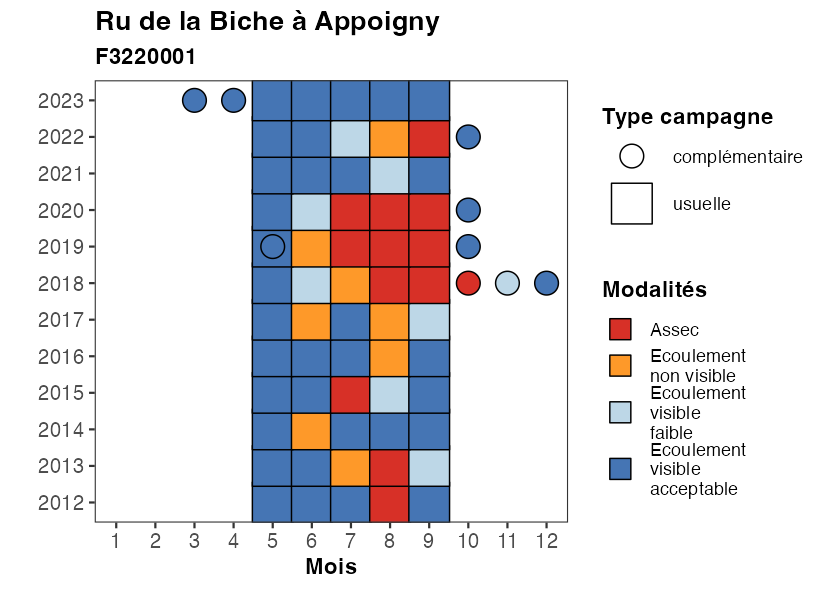 Ru de la Biche à Appoigny
F3220001
2023
2022
2021
2020
2019
2018
2017
2016
2015
2014
2013
2012
1 2 3 4 5 6 7 8 9 10 11 12
Mois
Type campagne
complémentaire
usuelle
Modalités
Assec
Ecoulement
non visible
Ecoulement
visible
faible
Ecoulement
visible
acceptable